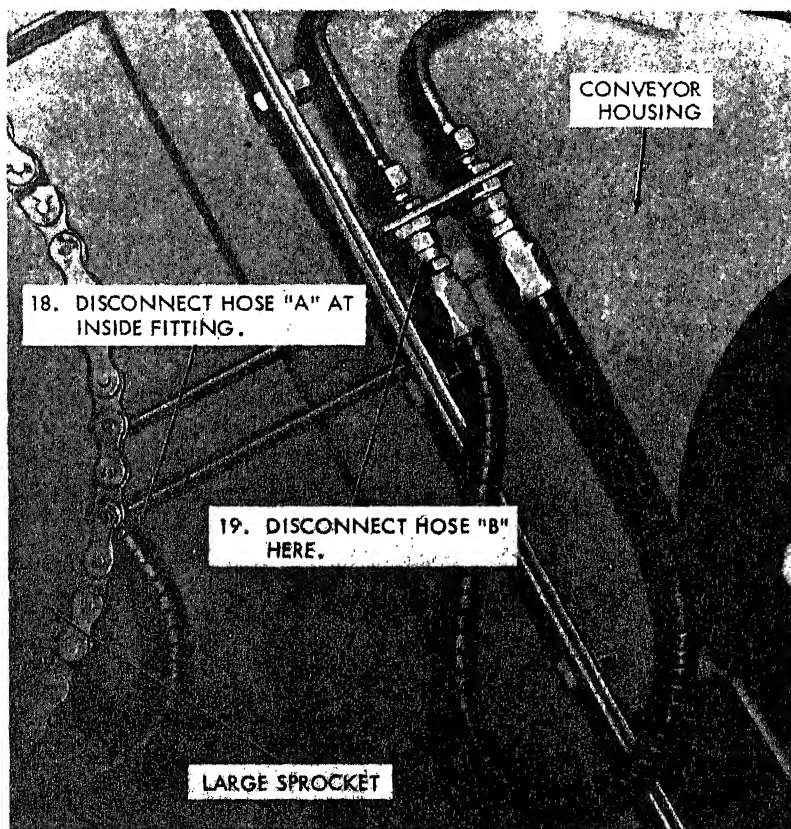 CONVEYOR
HOUSING
18. DISCONNECT HOSE "A" AT
INSIDE FITTING.
19. DISCONNECT HOSE "B"
HERE.
LARGE SPROCKET